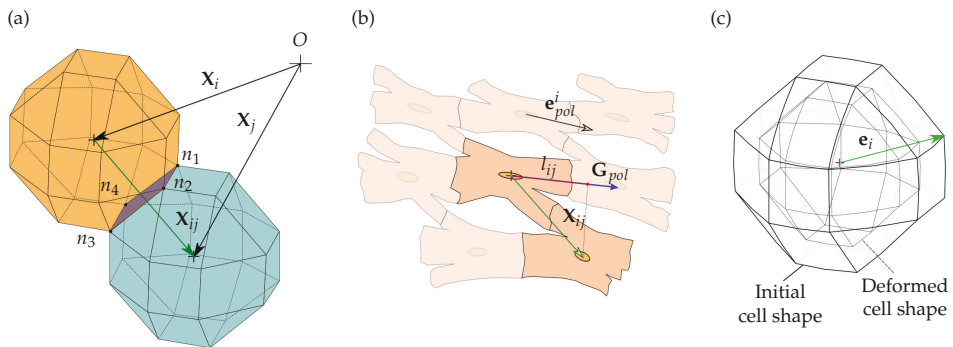 (a)
O
X_i
X_j
n_1
n_2
n_4
X_ij
n_3
(b)
e^i_pol
l_ij
G_pol
X_ij
(c)
e_i
Initial
cell shape
Deformed
cell shape